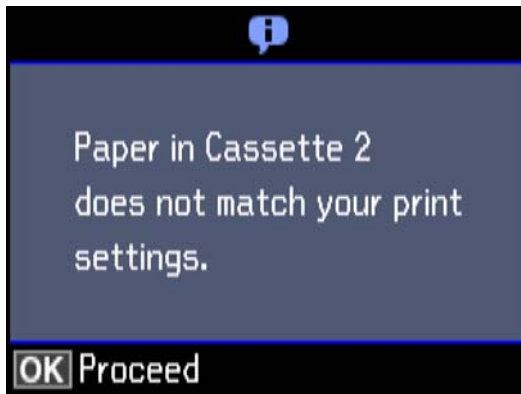 Paper in Cassette 2
does not match your print
settings.
OK Proceed